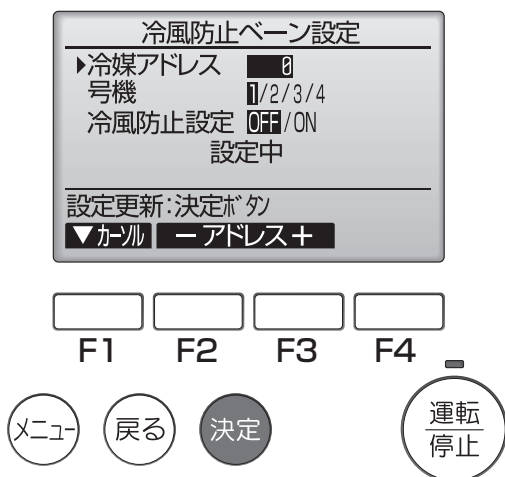 冷風防止ベーン設定
▶冷媒アドレス 0
号機 1/2/3/4
冷風防止設定 OFF/ON
設定中
設定更新:決定ボタン
▼カーソル ーアドレス＋
F1 F2 F3 F4
メニュー 戻る 決定 運転
停止